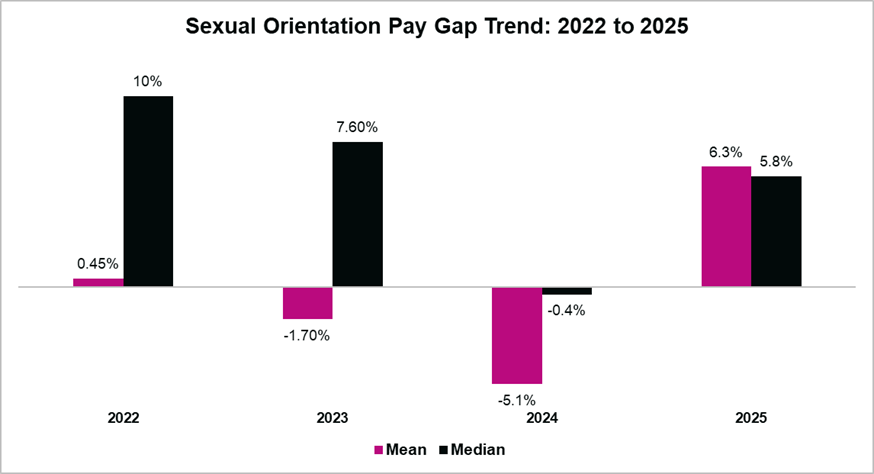 Sexual Orientation Pay Gap Trend: 2022 to 2025
10%
7.60%
6.3%
5.8%
0.45%
-1.70%
-0.4%
-5.1%
2022 2023 2024 2025
Mean Median